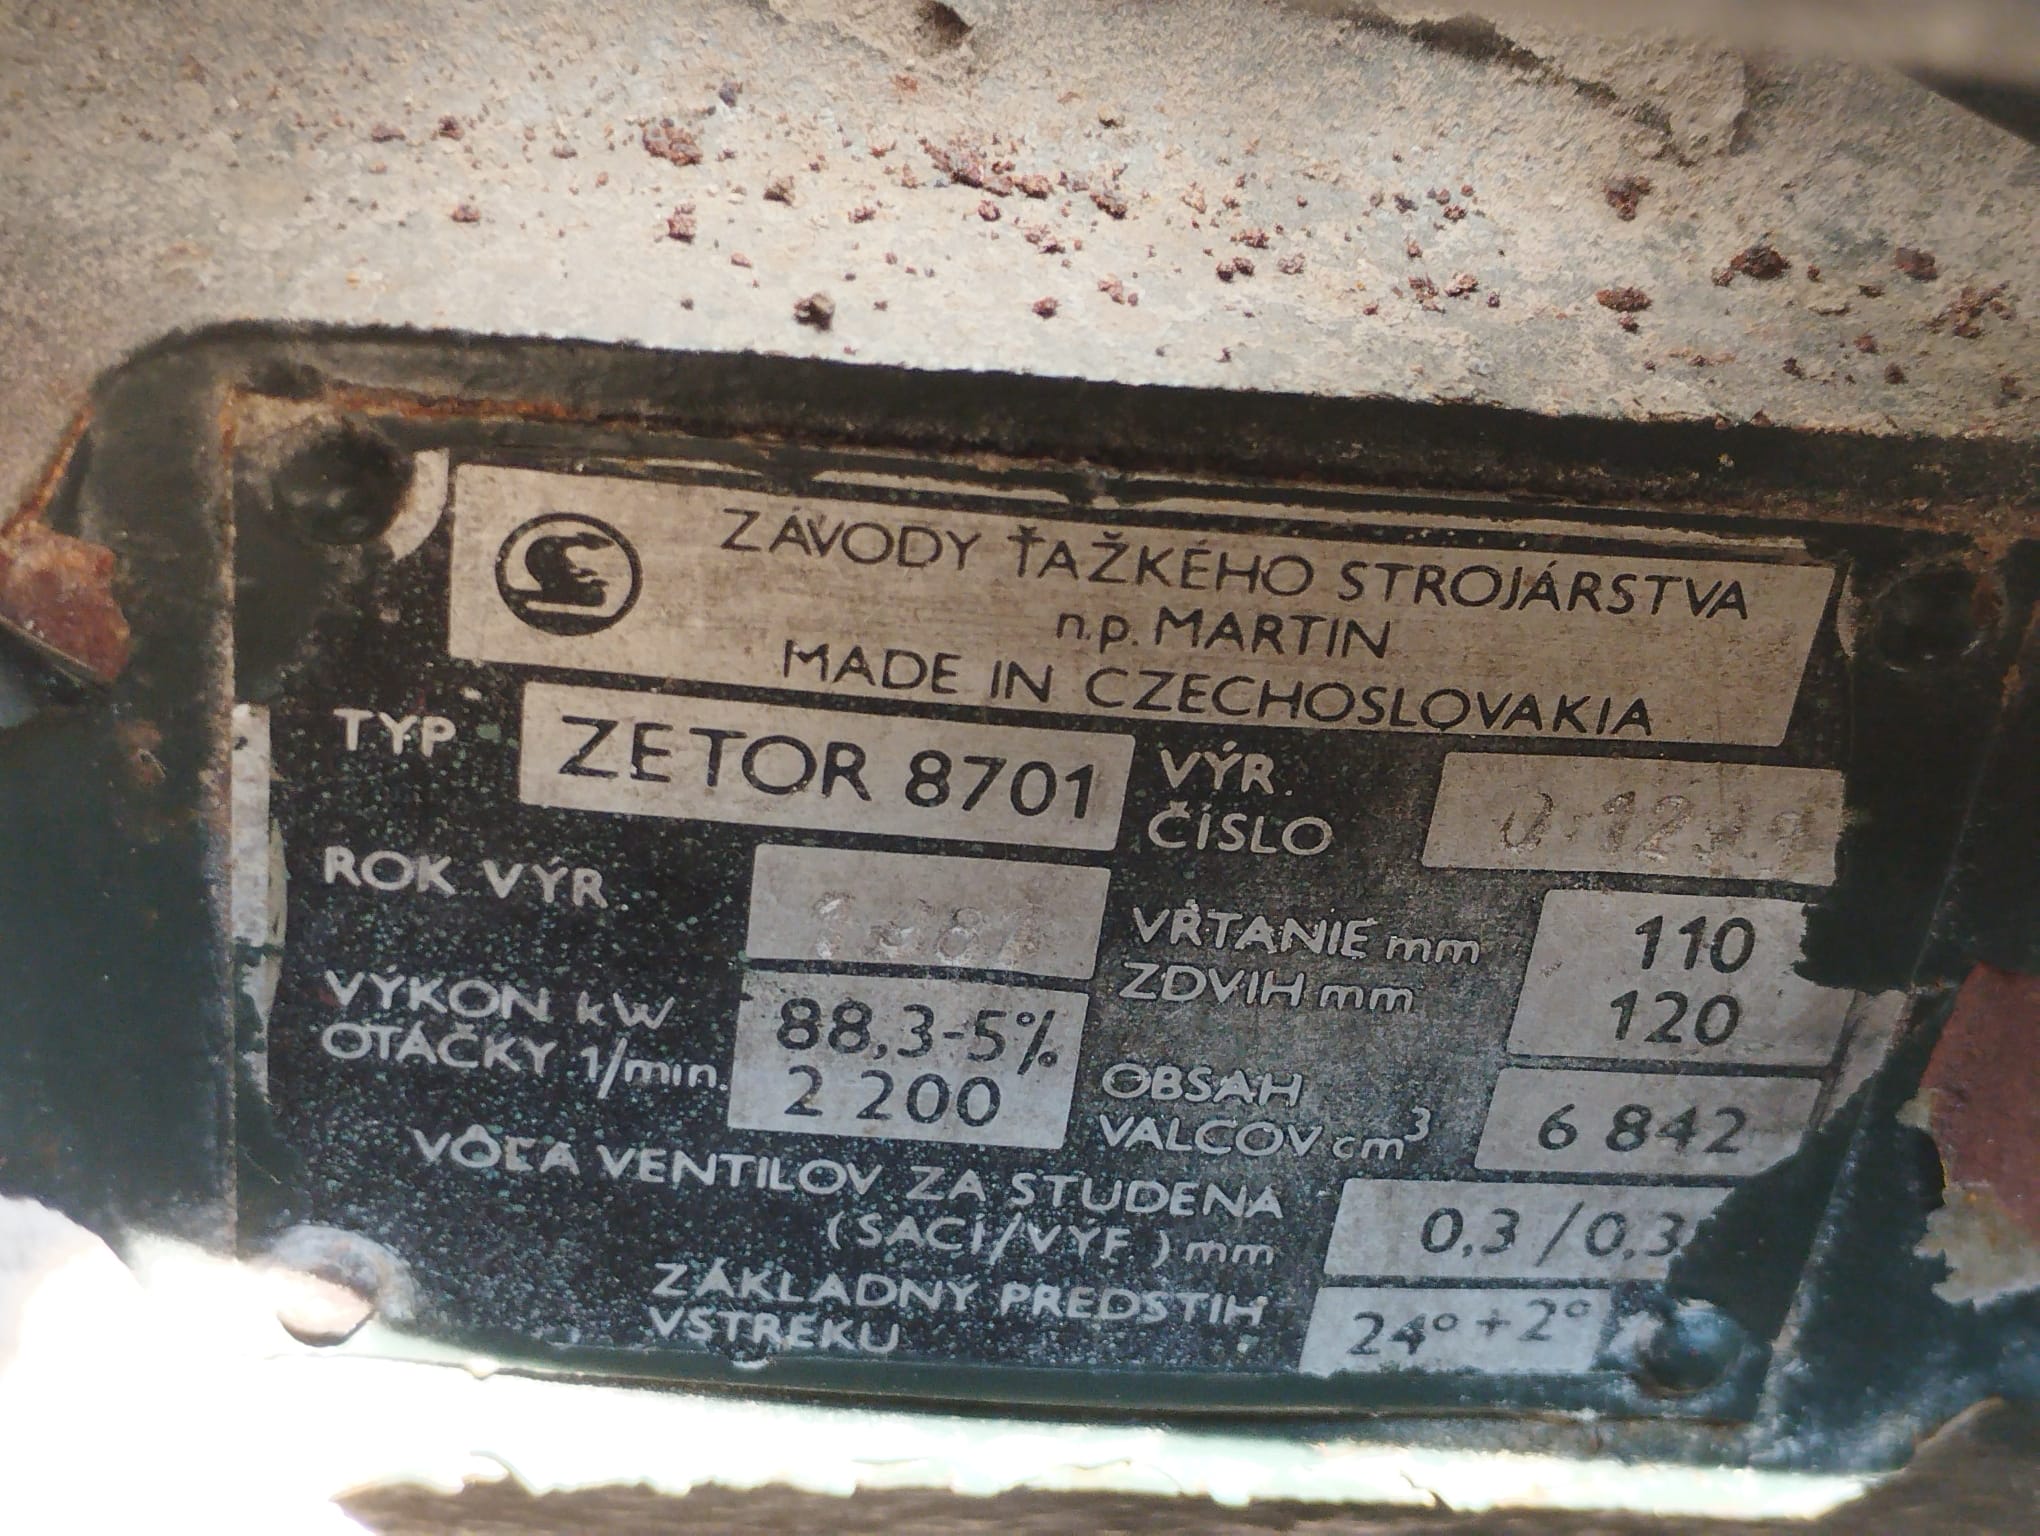 ZÁVODY ŤAŽKÉHO STROJÁRSTVA
n.p. MARTIN
MADE IN CZECHOSLOVAKIA
TYP ZETOR 8701
VÝR. ČÍSLO
ROK VÝR.
VŔTANIE mm 110
ZDVIH mm 120
VÝKON kW 88,3-5%
OTÁČKY 1/min. 2 200
OBSAH VALCOV cm³ 6 842
VÔĽA VENTILOV ZA STUDENA
(SACÍ/VÝF.) mm 0,3/0,3
ZÁKLADNÝ PREDSTIH
VSTREKU 24°+2°